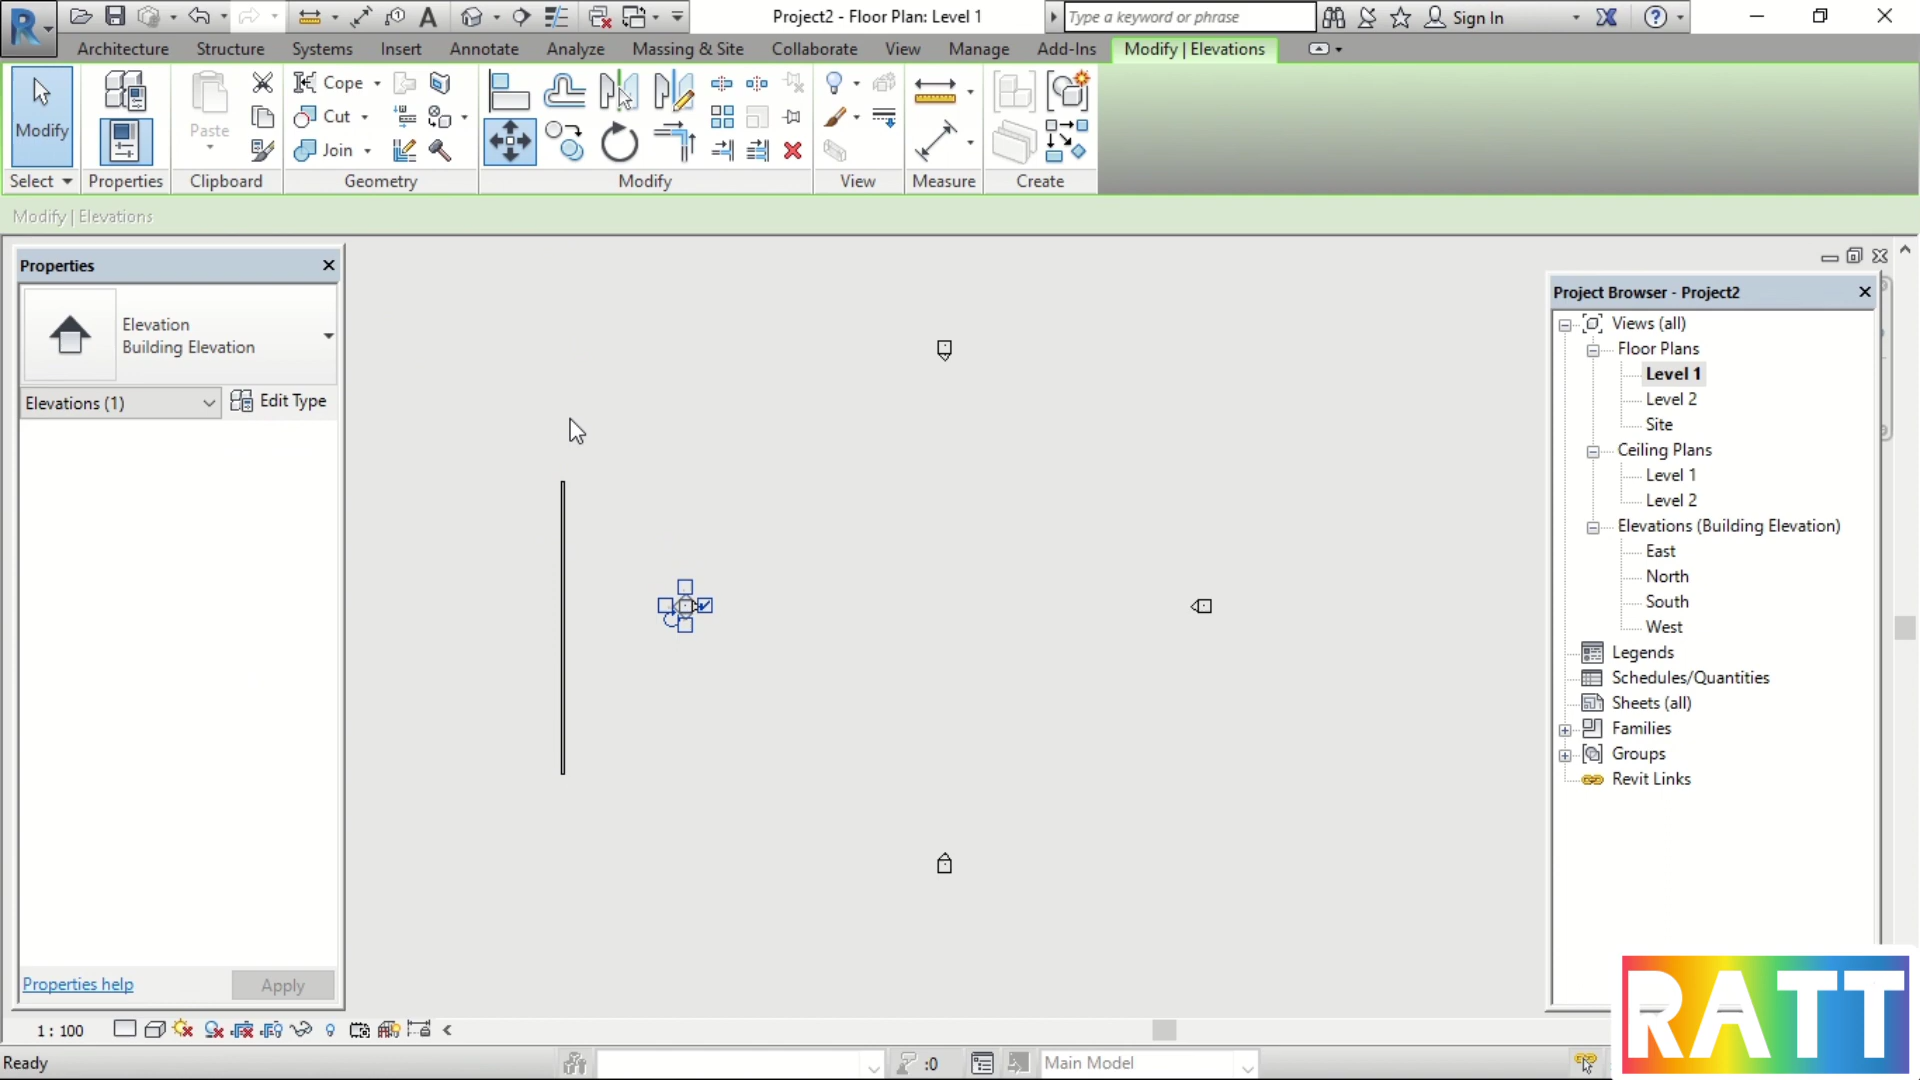 R
Project2 - Floor Plan: Level 1
Type a keyword or phrase
Sign In
Architecture
Structure
Systems
Insert
Annotate
Analyze
Massing & Site
Collaborate
View
Manage
Add-Ins
Modify | Elevations
Modify
Paste
Cope
Cut
Join
Select
Properties
Clipboard
Geometry
Modify
View
Measure
Create
Modify | Elevations
Properties
Elevation
Building Elevation
Elevations (1)
Edit Type
Properties help
Apply
Project Browser - Project2
Views (all)
Floor Plans
Level 1
Level 2
Site
Ceiling Plans
Level 1
Level 2
Elevations (Building Elevation)
East
North
South
West
Legends
Schedules/Quantities
Sheets (all)
Families
Groups
Revit Links
1 : 100
Ready
:0
Main Model
RATT